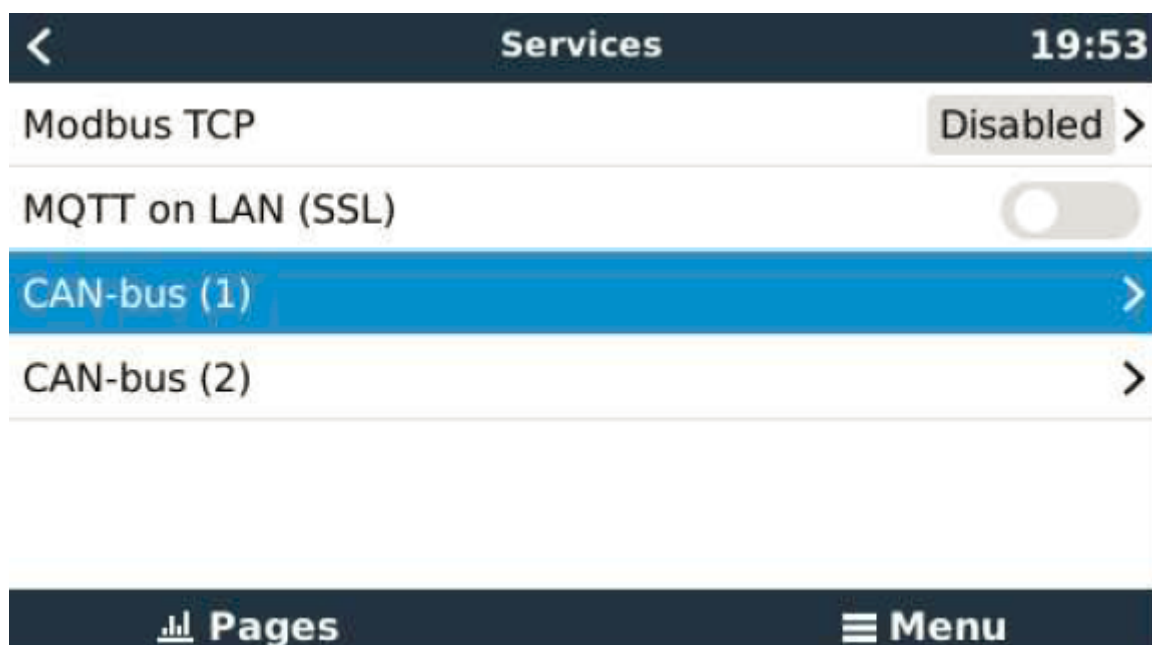 Services 19:53
Modbus TCP Disabled
MQTT on LAN (SSL)
CAN-bus (1)
CAN-bus (2)
Pages Menu